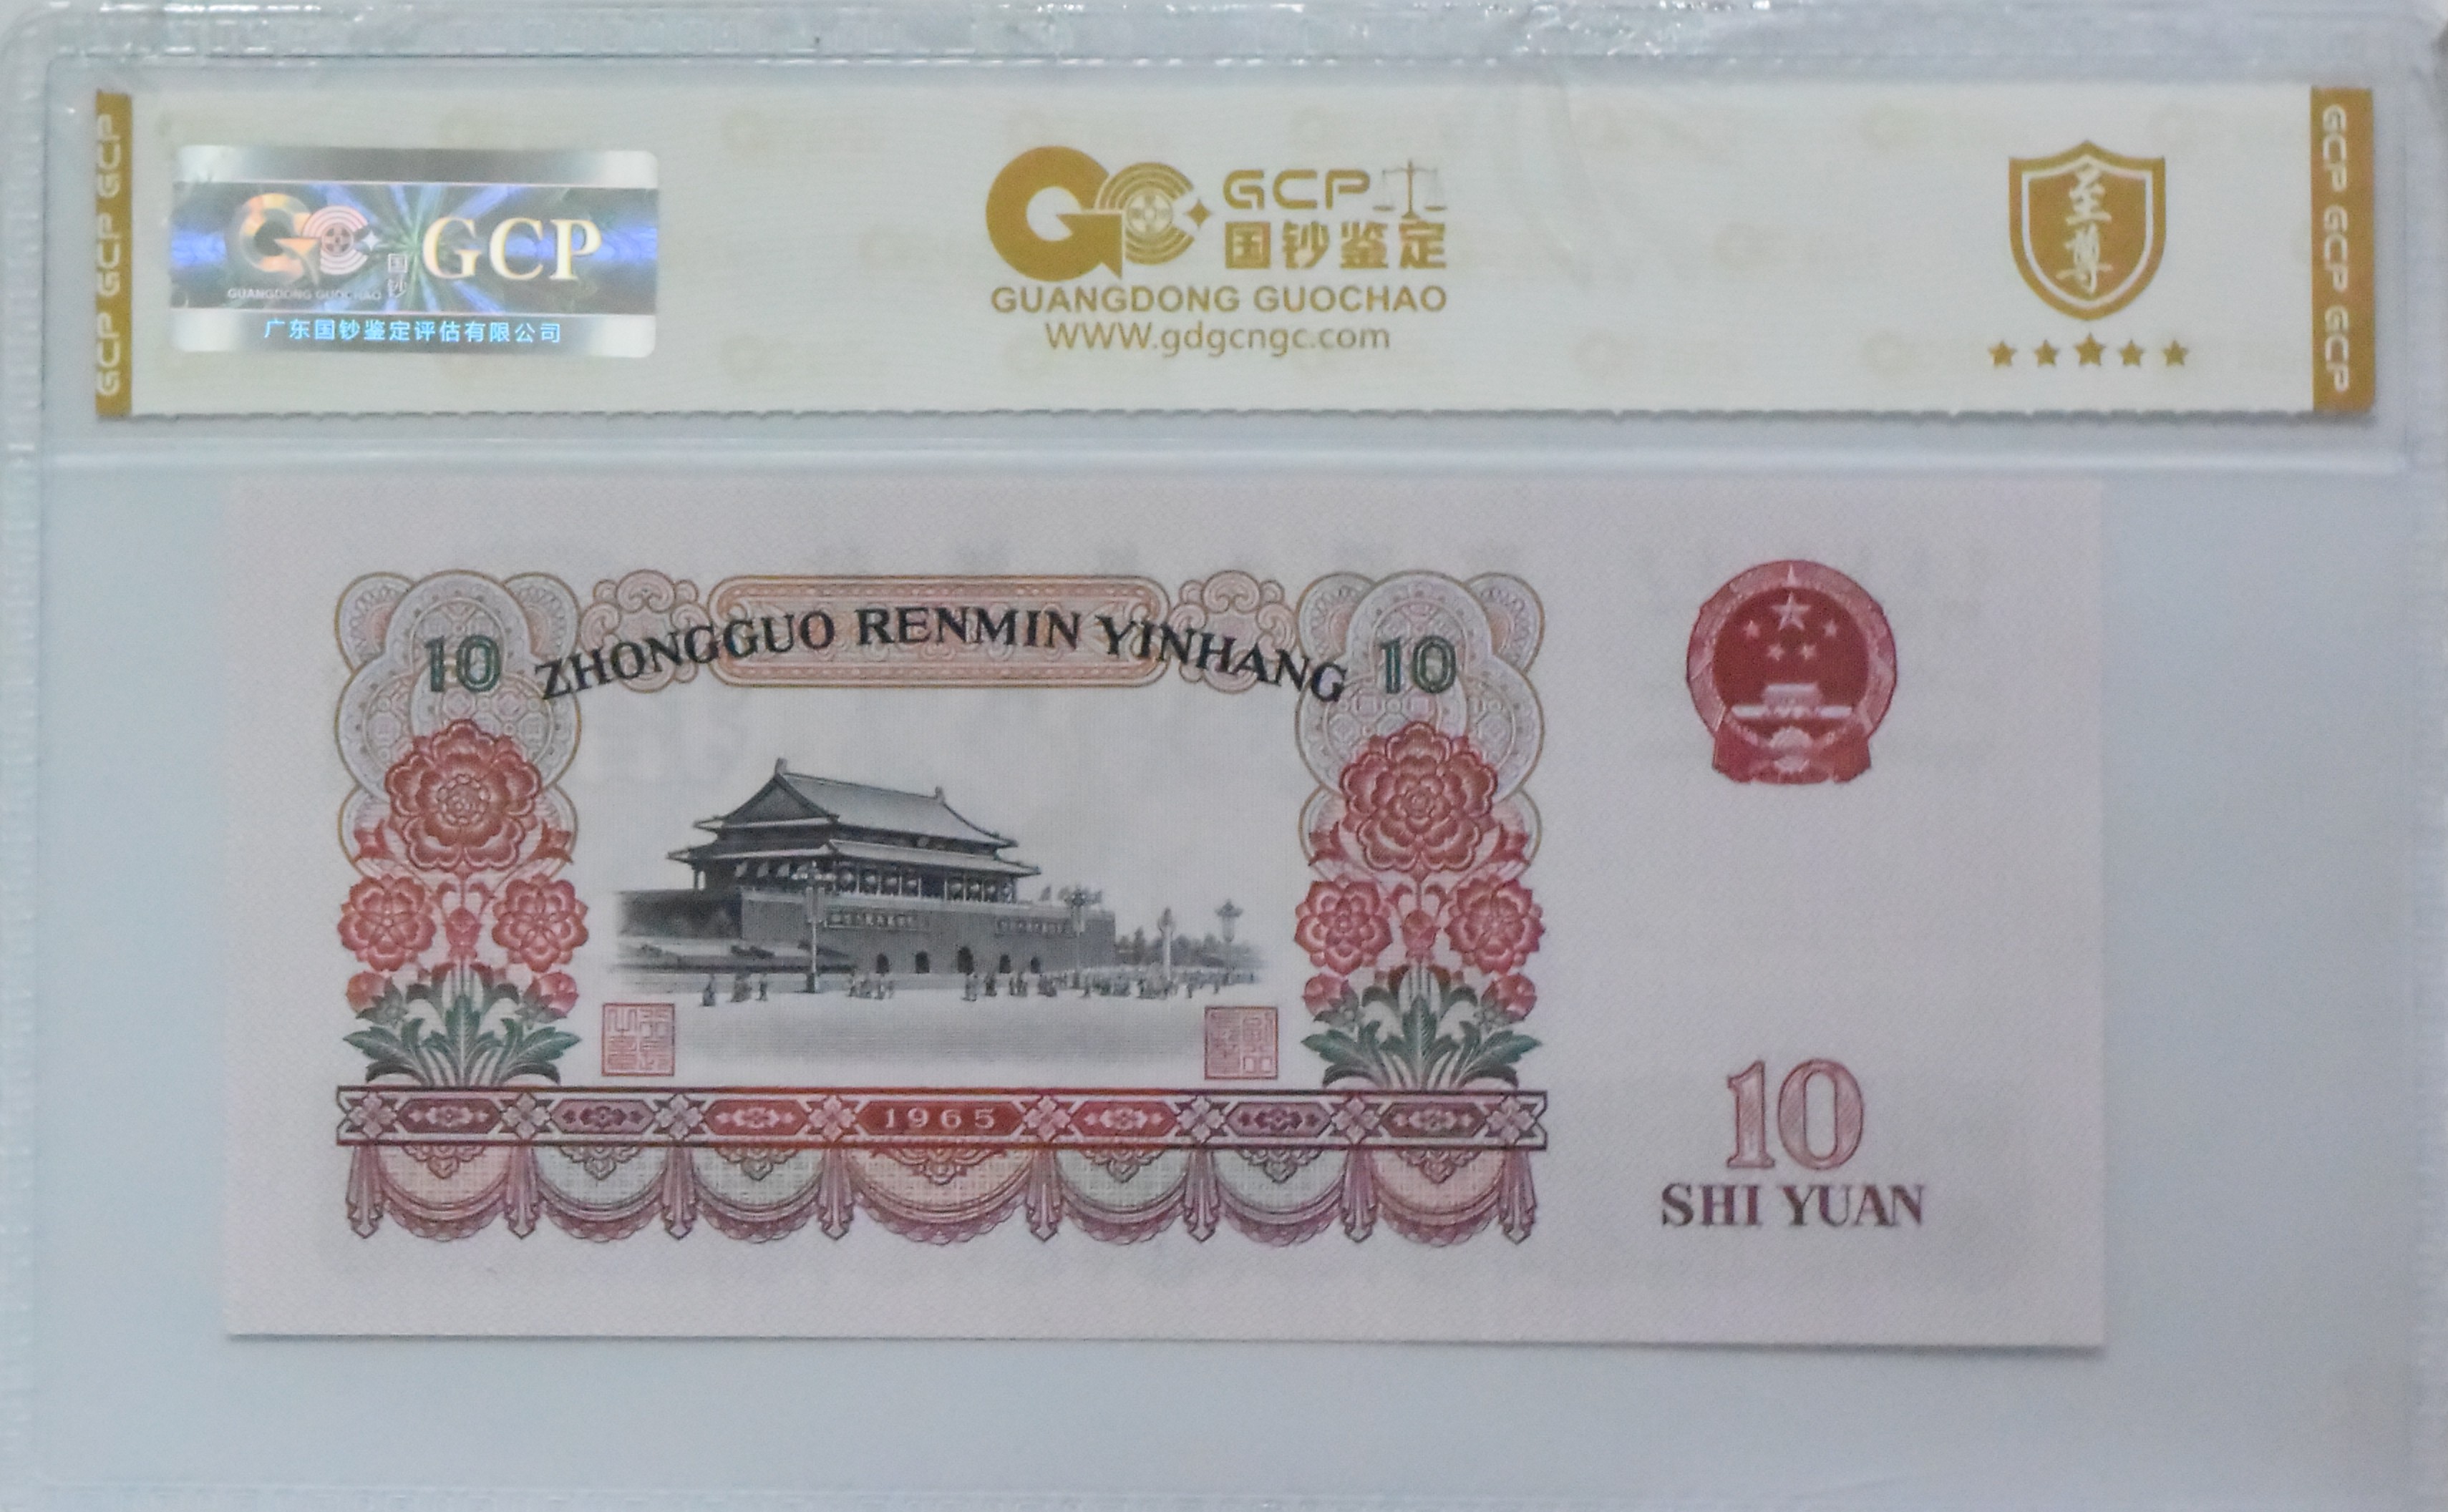 GCP GCP GCP
GC
国钞
GCP
GUANGDONG GUOCHAO
广东国钞鉴定评估有限公司
GC GCP
国钞鉴定
GUANGDONG GUOCHAO
WWW.gdgcngc.com
至尊
GCP GCP GCP
10 ZHONGGUO RENMIN YINHANG 10
1965
10
SHI YUAN